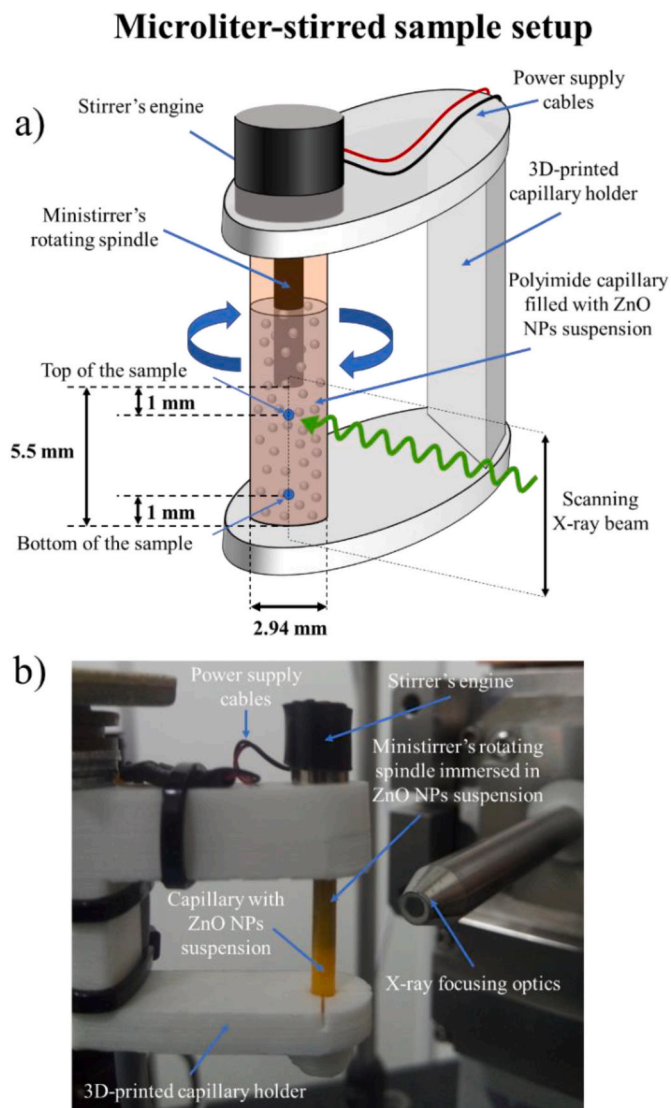 Microliter-stirred sample setup
a)
Stirrer’s engine
Power supply
cables
3D-printed
capillary holder
Ministirrer’s
rotating spindle
Polyimide capillary
filled with ZnO
NPs suspension
Top of the sample
1 mm
5.5 mm
1 mm
Bottom of the sample
Scanning
X-ray beam
2.94 mm
b)
Power supply
cables
Stirrer’s engine
Ministirrer’s rotating
spindle immersed in
ZnO NPs suspension
Capillary with
ZnO NPs
suspension
X-ray focusing optics
3D-printed capillary holder